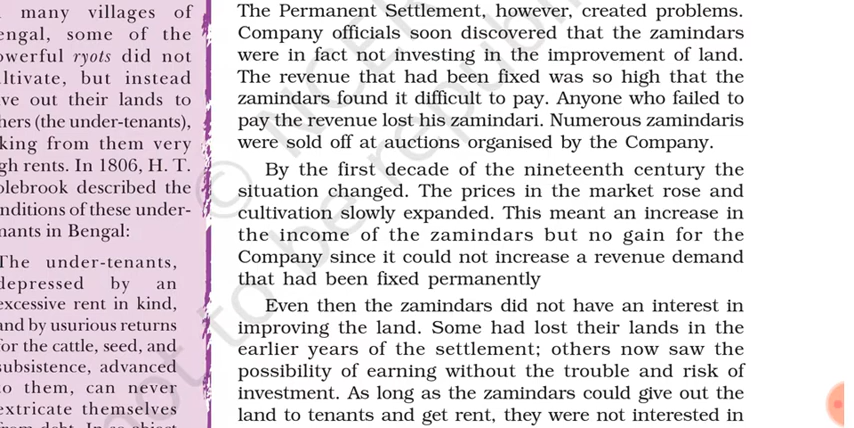 many villages of
some of the
ryots did not
but instead
out their lands to
(the under-tenants),
from them very
rents. In 1806, H. T.
described the
of these under-
in Bengal:
The under-tenants,
depressed by an
excessive rent in kind,
and by usurious returns
for the cattle, seed, and
subsistence, advanced
to them, can never
extricate themselves
from debt. In so abject
The Permanent Settlement, however, created problems.
Company officials soon discovered that the zamindars
were in fact not investing in the improvement of land.
The revenue that had been fixed was so high that the
zamindars found it difficult to pay. Anyone who failed to
pay the revenue lost his zamindari. Numerous zamindaris
were sold off at auctions organised by the Company.
By the first decade of the nineteenth century the
situation changed. The prices in the market rose and
cultivation slowly expanded. This meant an increase in
the income of the zamindars but no gain for the
Company since it could not increase a revenue demand
that had been fixed permanently
Even then the zamindars did not have an interest in
improving the land. Some had lost their lands in the
earlier years of the settlement; others now saw the
possibility of earning without the trouble and risk of
investment. As long as the zamindars could give out the
land to tenants and get rent, they were not interested in
© NCERT
not to be republished